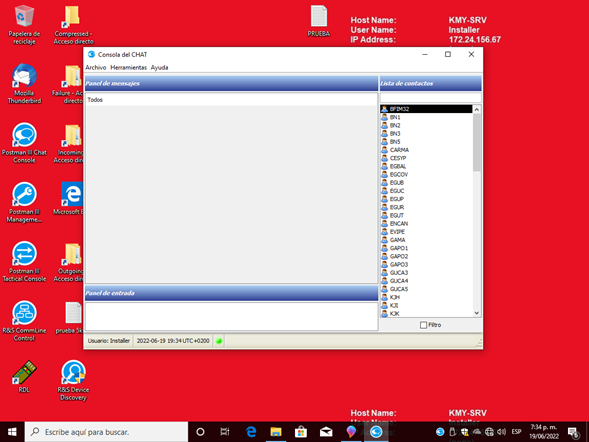 Papelera de
reciclaje
Compressed -
Acceso directo
PRUEBA
Host Name: KMY-SRV
User Name: Installer
IP Address: 172.24.156.67
Consola del CHAT
Archivo Herramientas Ayuda
Panel de mensajes
Lista de contactos
Todos
BFIM32
BN1
BN2
BN3
BN5
CARMA
CESYP
EGBAL
EGCOV
EGUB
EGUC
EGUP
EGUR
EGUT
ENCAN
EVIPE
GAMA
GAPO1
GAPO2
GAPO3
GUCA3
GUCA4
GUCA5
KJH
KJI
KJK
Panel de entrada
Filtro
Usuario: Installer 2022-06-19 19:34 UTC+0200
Mozilla
Thunderbird
Failure - Ac
directo
Postman III Chat
Console
Incoming
Acceso dire
Postman III
Manageme...
Microsoft E
Postman III
Tactical Console
Outgoing
Acceso dire
R&S CommLine
Control
prueba 5k
RDL
R&S Device
Discovery
Host Name: KMY-SRV
Escribe aquí para buscar.
ESP
7:34 p. m.
19/06/2022